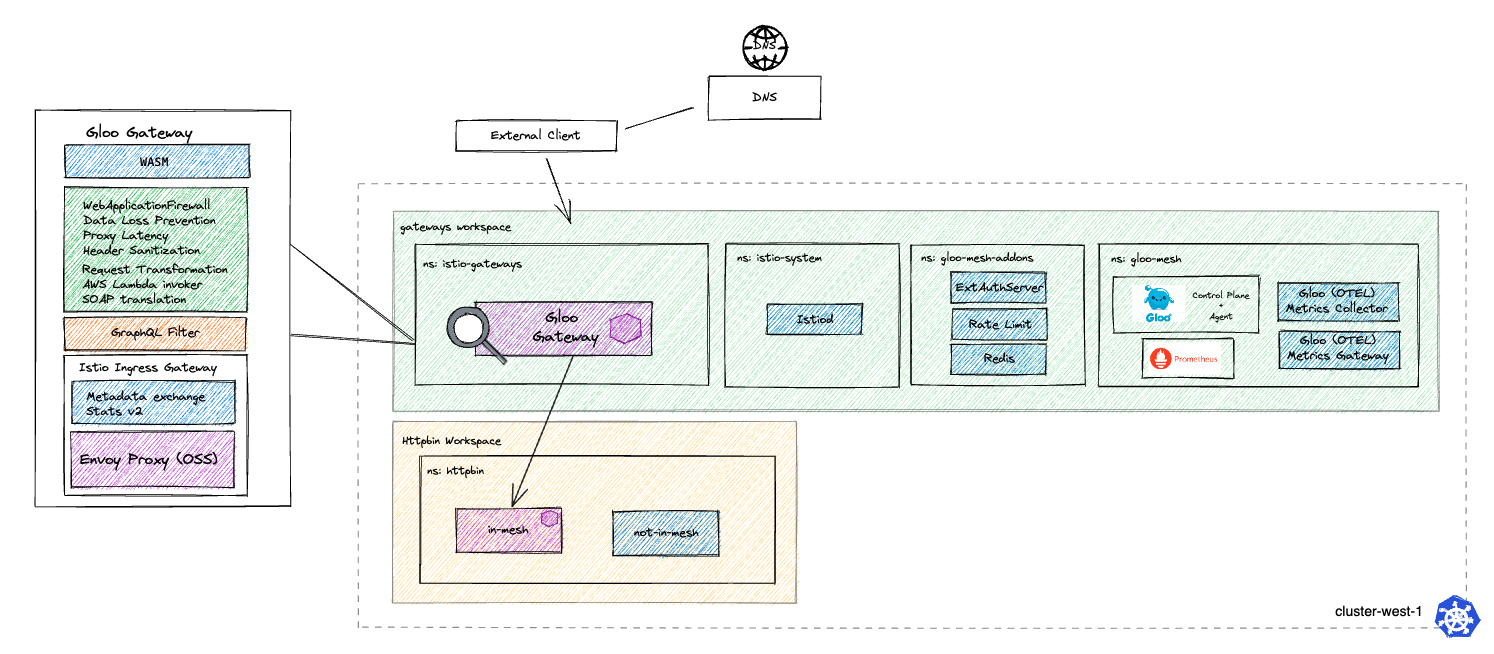 DNS
DNS
External Client
Gloo Gateway
WASM
WebApplicationFirewall
Data Loss Prevention
Proxy Latency
Header Sanitization
Request Transformation
AWS Lambda invoker
SOAP translation
GraphQL Filter
Istio Ingress Gateway
Metadata exchange
Stats v2
Envoy Proxy (OSS)
gateways workspace
ns: istio-gateways
Gloo
Gateway
ns: istio-system
Istiod
ns: gloo-mesh-addons
ExtAuthServer
Rate Limit
Redis
ns: gloo-mesh
Gloo
Control Plane
+
Agent
Prometheus
Gloo (OTEL)
Metrics Collector
Gloo (OTEL)
Metrics Gateway
Httpbin Workspace
ns: httpbin
in-mesh
not-in-mesh
cluster-west-1